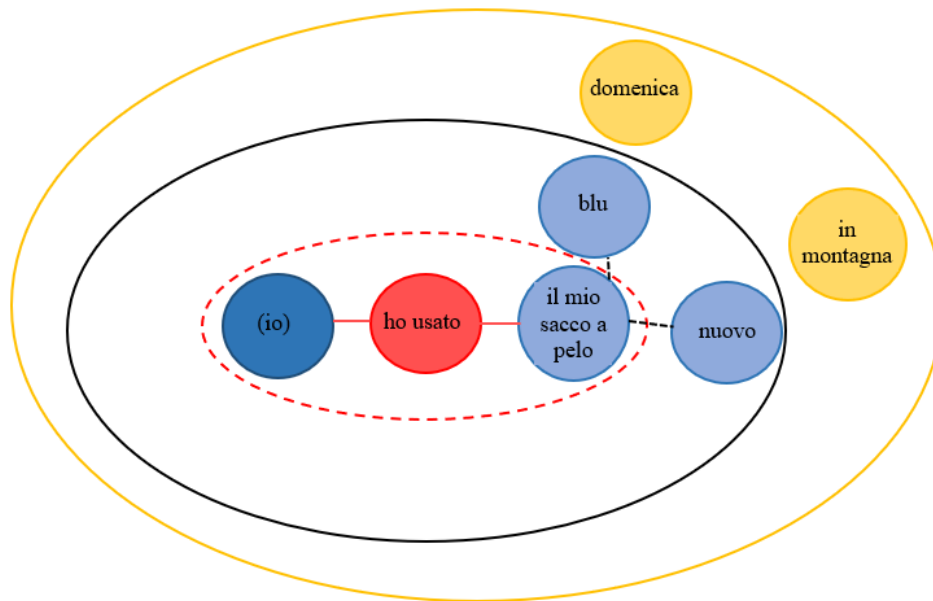 domenica
blu
in
montagna
(io)
ho usato
il mio
sacco a
pelo
nuovo